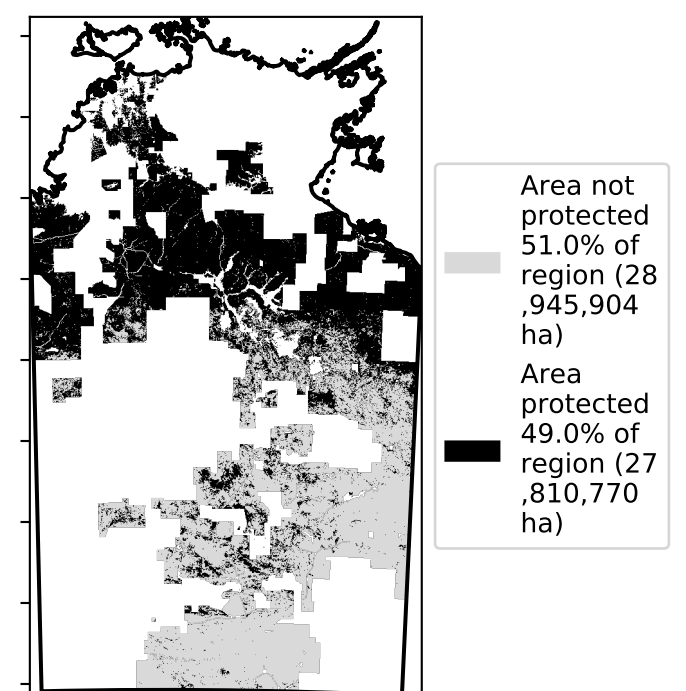 Area not
protected
51.0% of
region (28
,945,904
ha)
Area
protected
49.0% of
region (27
,810,770
ha)